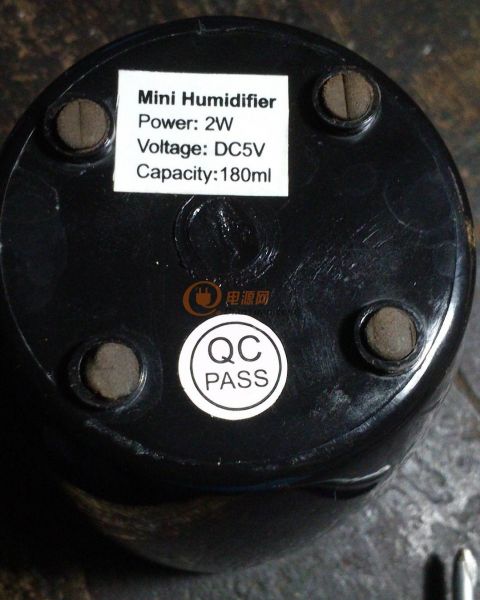 Mini Humidifier
Power: 2W
Voltage: DC5V
Capacity:180ml
电源网
QC
PASS